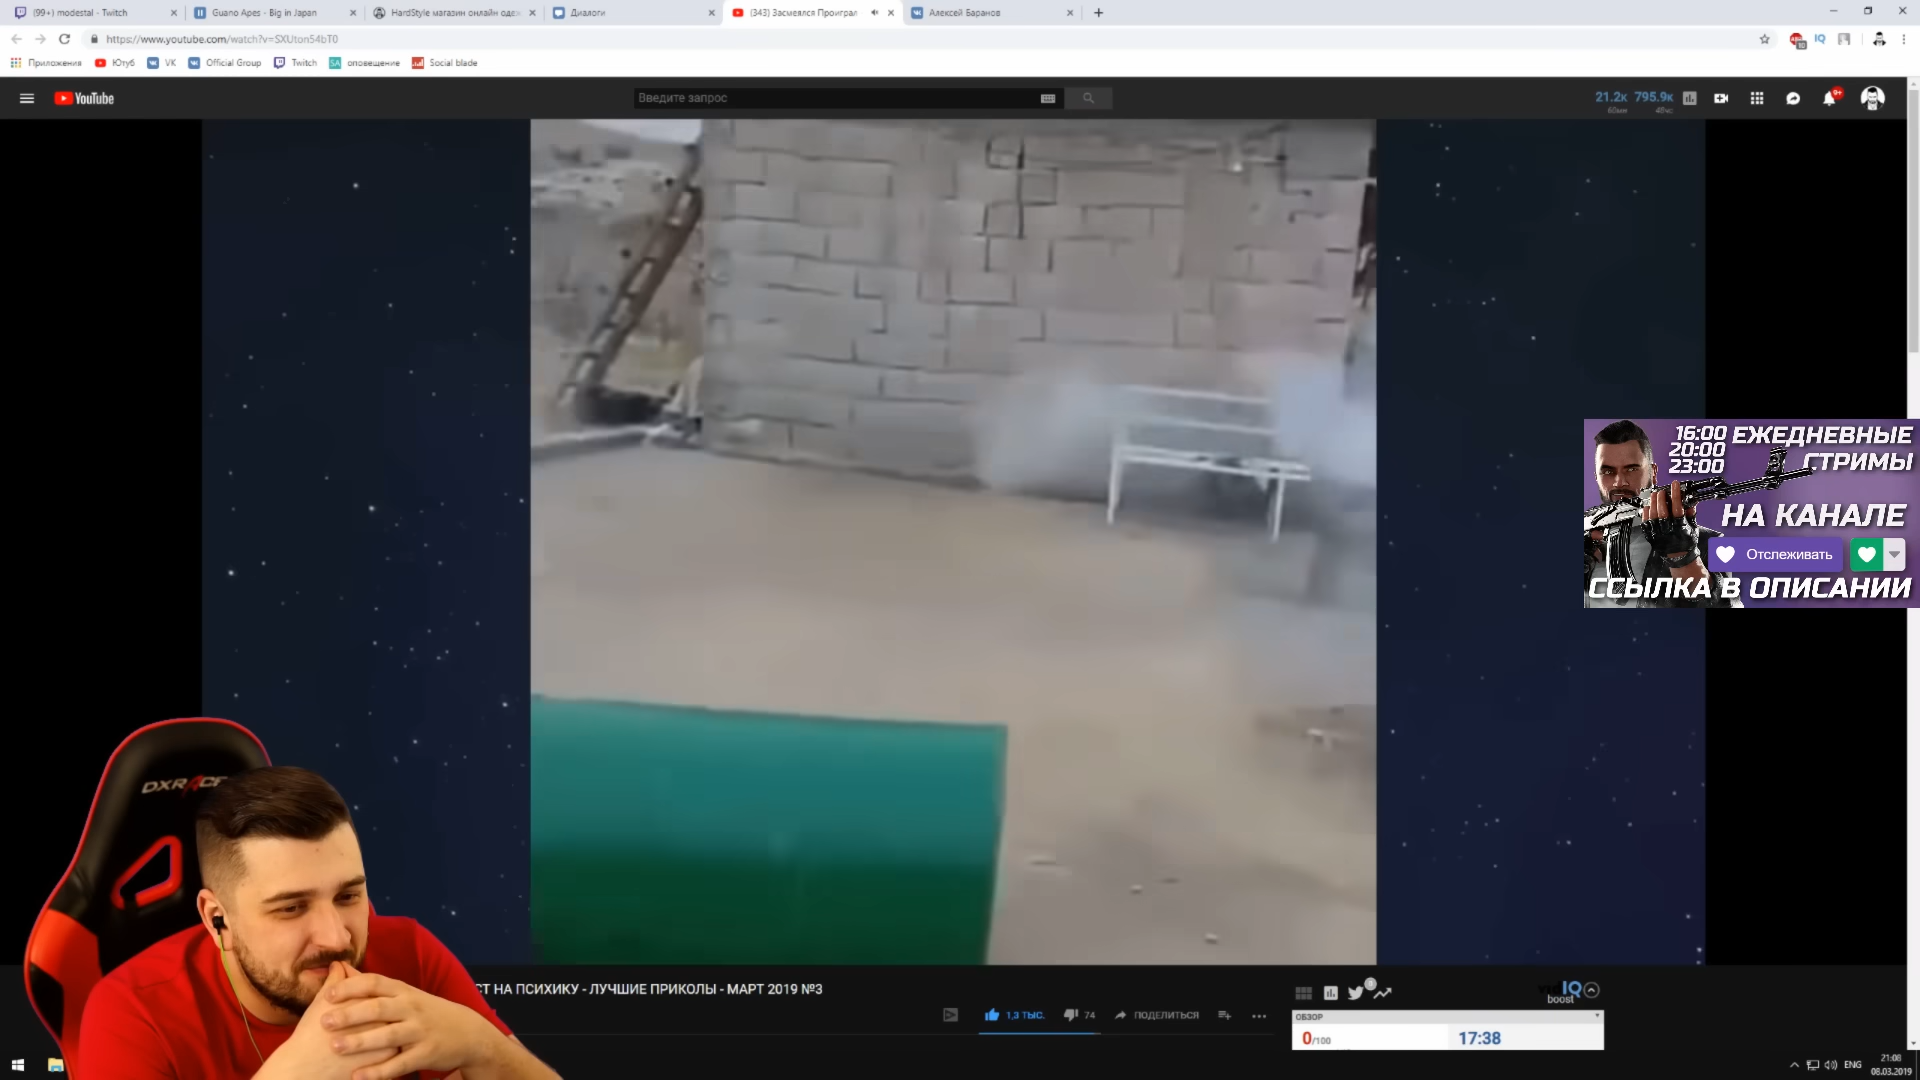 (99+) modestal - Twitch
Guano Apes - Big in Japan
HardStyle магазин онлайн оде
Диалоги
(343) Засмеялся Проиграл
Алексей Баранов
https://www.youtube.com/watch?v=SXUton54bT0
Приложения
Ютуб
VK
Official Group
Twitch
оповещение
Social blade
YouTube
Введите запрос
21.2к 795.9к
9+
16:00
20:00
23:00
ЕЖЕДНЕВНЫЕ
СТРИМЫ
НА КАНАЛЕ
Отслеживать
ССЫЛКА В ОПИСАНИИ
DXRACE
СТ НА ПСИХИКУ - ЛУЧШИЕ ПРИКОЛЫ - МАРТ 2019 №3
1,3 ТЫС.
74
ПОДЕЛИТЬСЯ
IQ
boost
ОБЗОР
0/100
17:38
ENG
21:08
08.03.2019